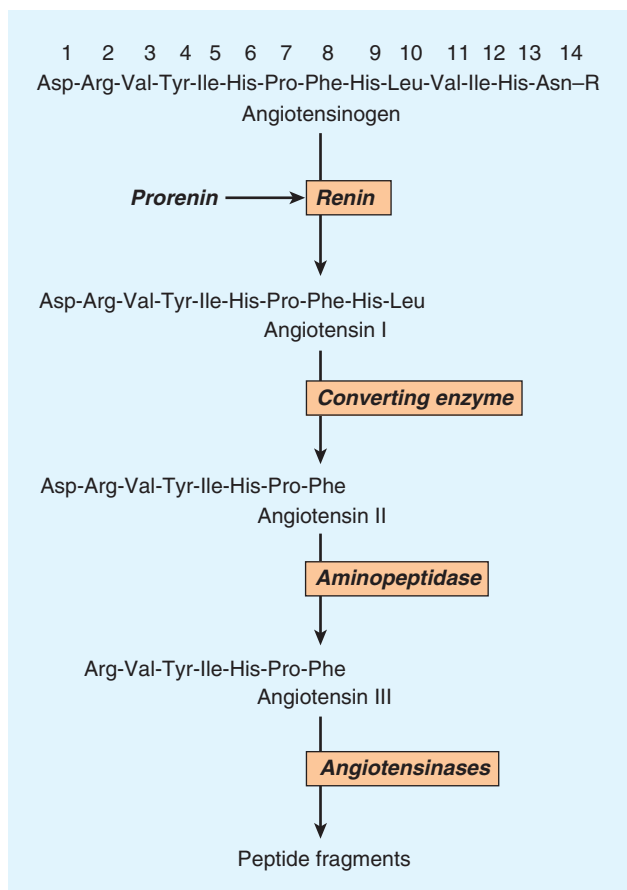 1 2 3 4 5 6 7 8 9 10 11 12 13 14
Asp-Arg-Val-Tyr-Ile-His-Pro-Phe-His-Leu-Val-Ile-His-Asn–R
Angiotensinogen
Prorenin Renin
Asp-Arg-Val-Tyr-Ile-His-Pro-Phe-His-Leu
Angiotensin I
Converting enzyme
Asp-Arg-Val-Tyr-Ile-His-Pro-Phe
Angiotensin II
Aminopeptidase
Arg-Val-Tyr-Ile-His-Pro-Phe
Angiotensin III
Angiotensinases
Peptide fragments